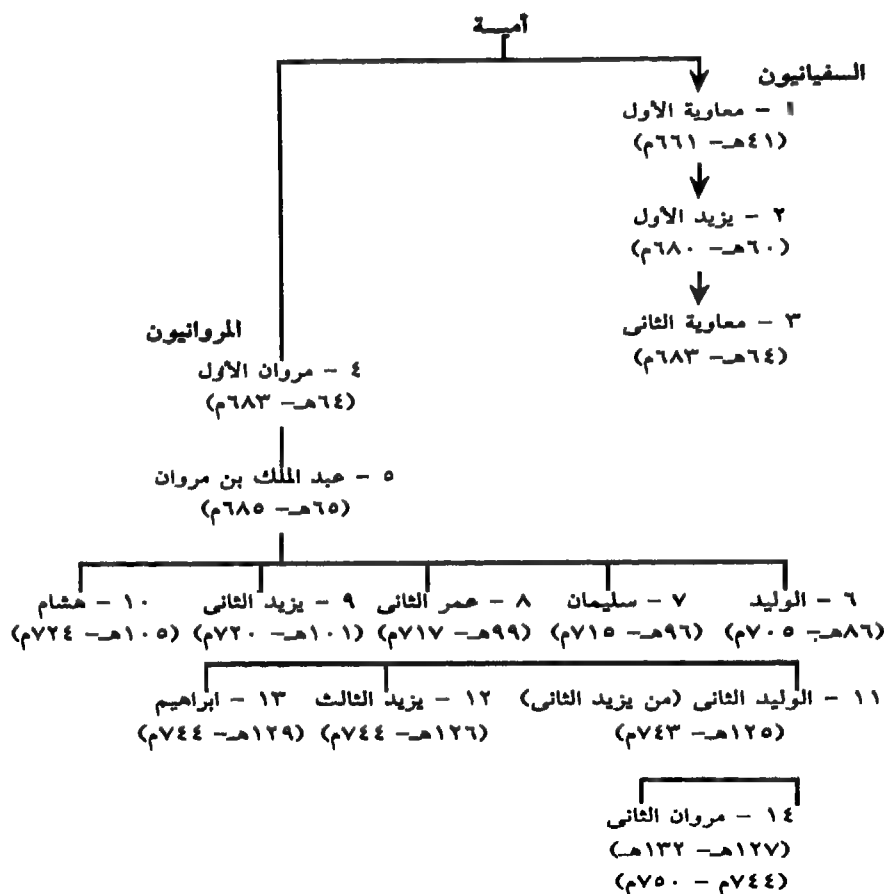 أميـــة
السفيانيون
١ - معاوية الأول
(٤١هـ - ٦٦١م)
٢ - يزيد الأول
(٦٠هـ - ٦٨٠م)
٣ - معاوية الثانى
(٦٤هـ - ٦٨٣م)
المروانيون
٤ - مروان الأول
(٦٤هـ - ٦٨٣م)
٥ - عبد الملك بن مروان
(٦٥هـ - ٦٨٥م)
٦ - الوليد ٧ - سليمان ٨ - عمر الثانى ٩ - يزيد الثانى ١٠ - هشام
(٨٦هـ - ٧٠٥م) (٩٦هـ - ٧١٥م) (٩٩هـ - ٧١٧م) (١٠١هـ - ٧٢٠م) (١٠٥هـ - ٧٢٤م)
١١ - الوليد الثانى (من يزيد الثانى) ١٢ - يزيد الثالث ١٣ - ابراهيم
(١٢٥هـ - ٧٤٣م) (١٢٦هـ - ٧٤٤م) (١٢٩هـ - ٧٤٤م)
١٤ - مروان الثانى
(١٢٧هـ - ١٣٢هـ)
(٧٤٤م - ٧٥٠م)